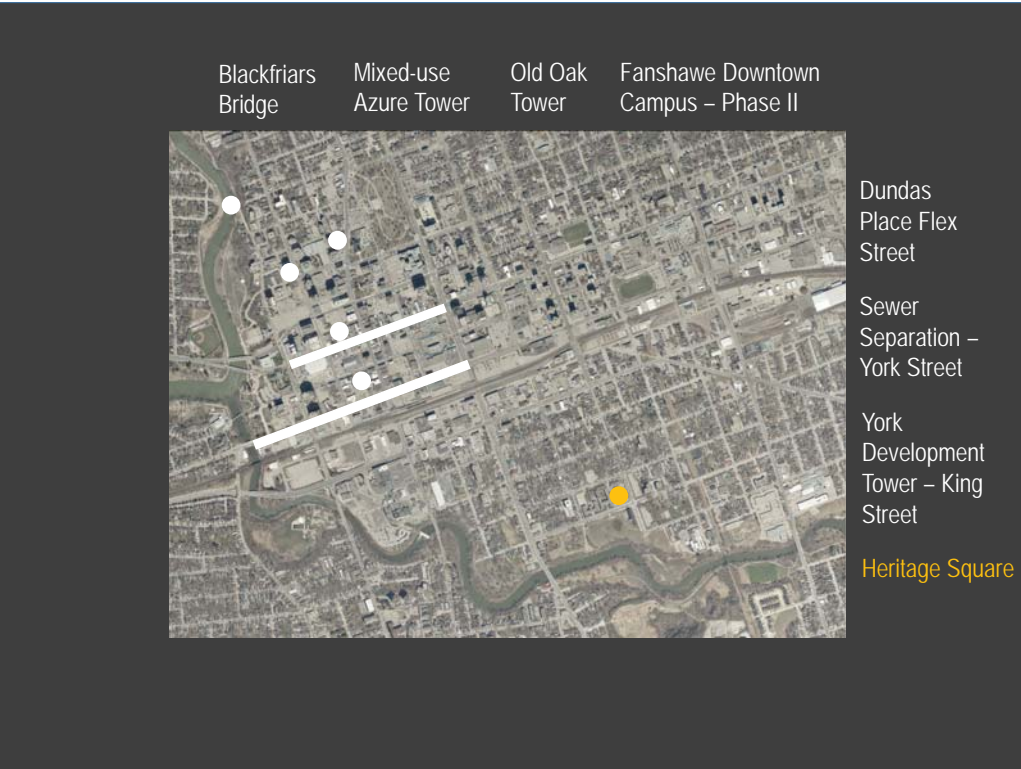 Blackfriars
Bridge
Mixed-use
Azure Tower
Old Oak
Tower
Fanshawe Downtown
Campus – Phase II
Dundas
Place Flex
Street
Sewer
Separation –
York Street
York
Development
Tower – King
Street
Heritage Square